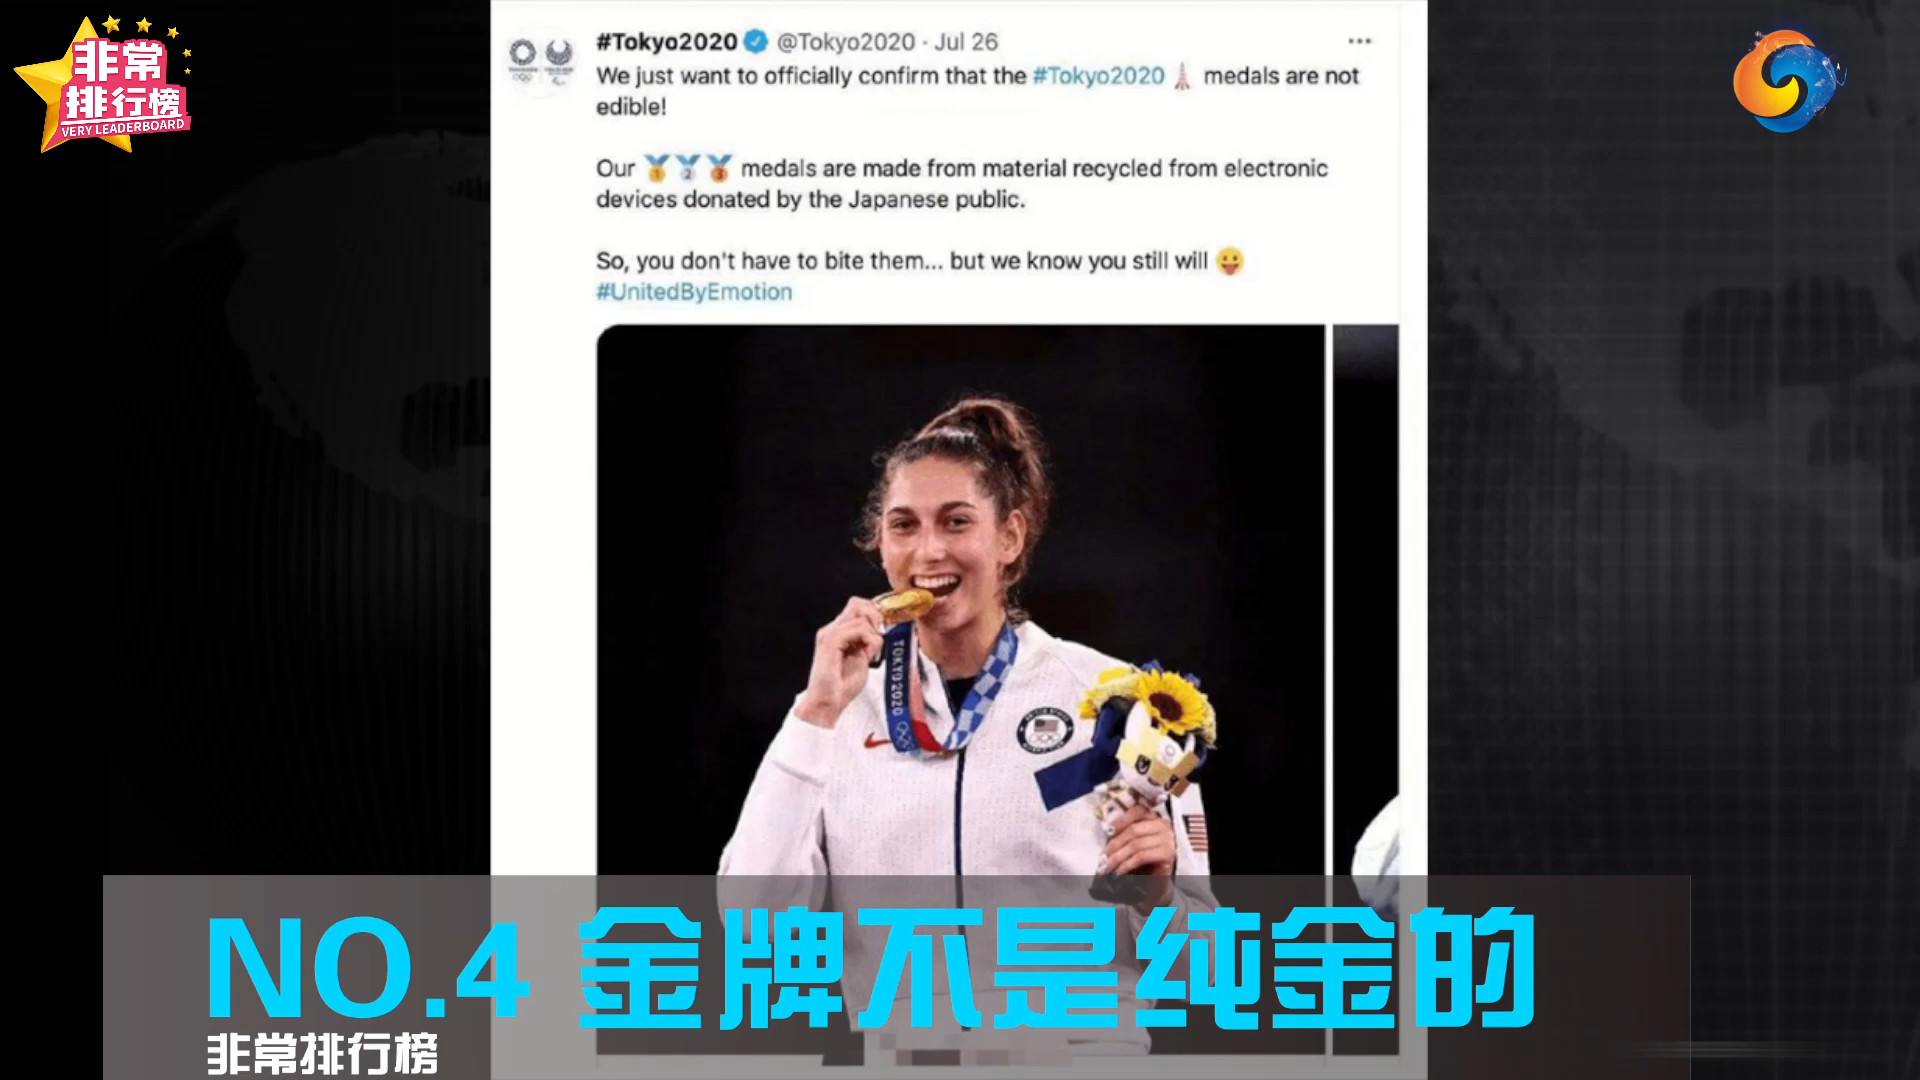 非常
排行榜
VERY LEADERBOARD
#Tokyo2020 @Tokyo2020 · Jul 26
We just want to officially confirm that the #Tokyo2020 medals are not
edible!
Our medals are made from material recycled from electronic
devices donated by the Japanese public.
So, you don't have to bite them... but we know you still will 😛
#UnitedByEmotion
TOKYO2020
NO.4 金牌不是纯金的
非常排行榜